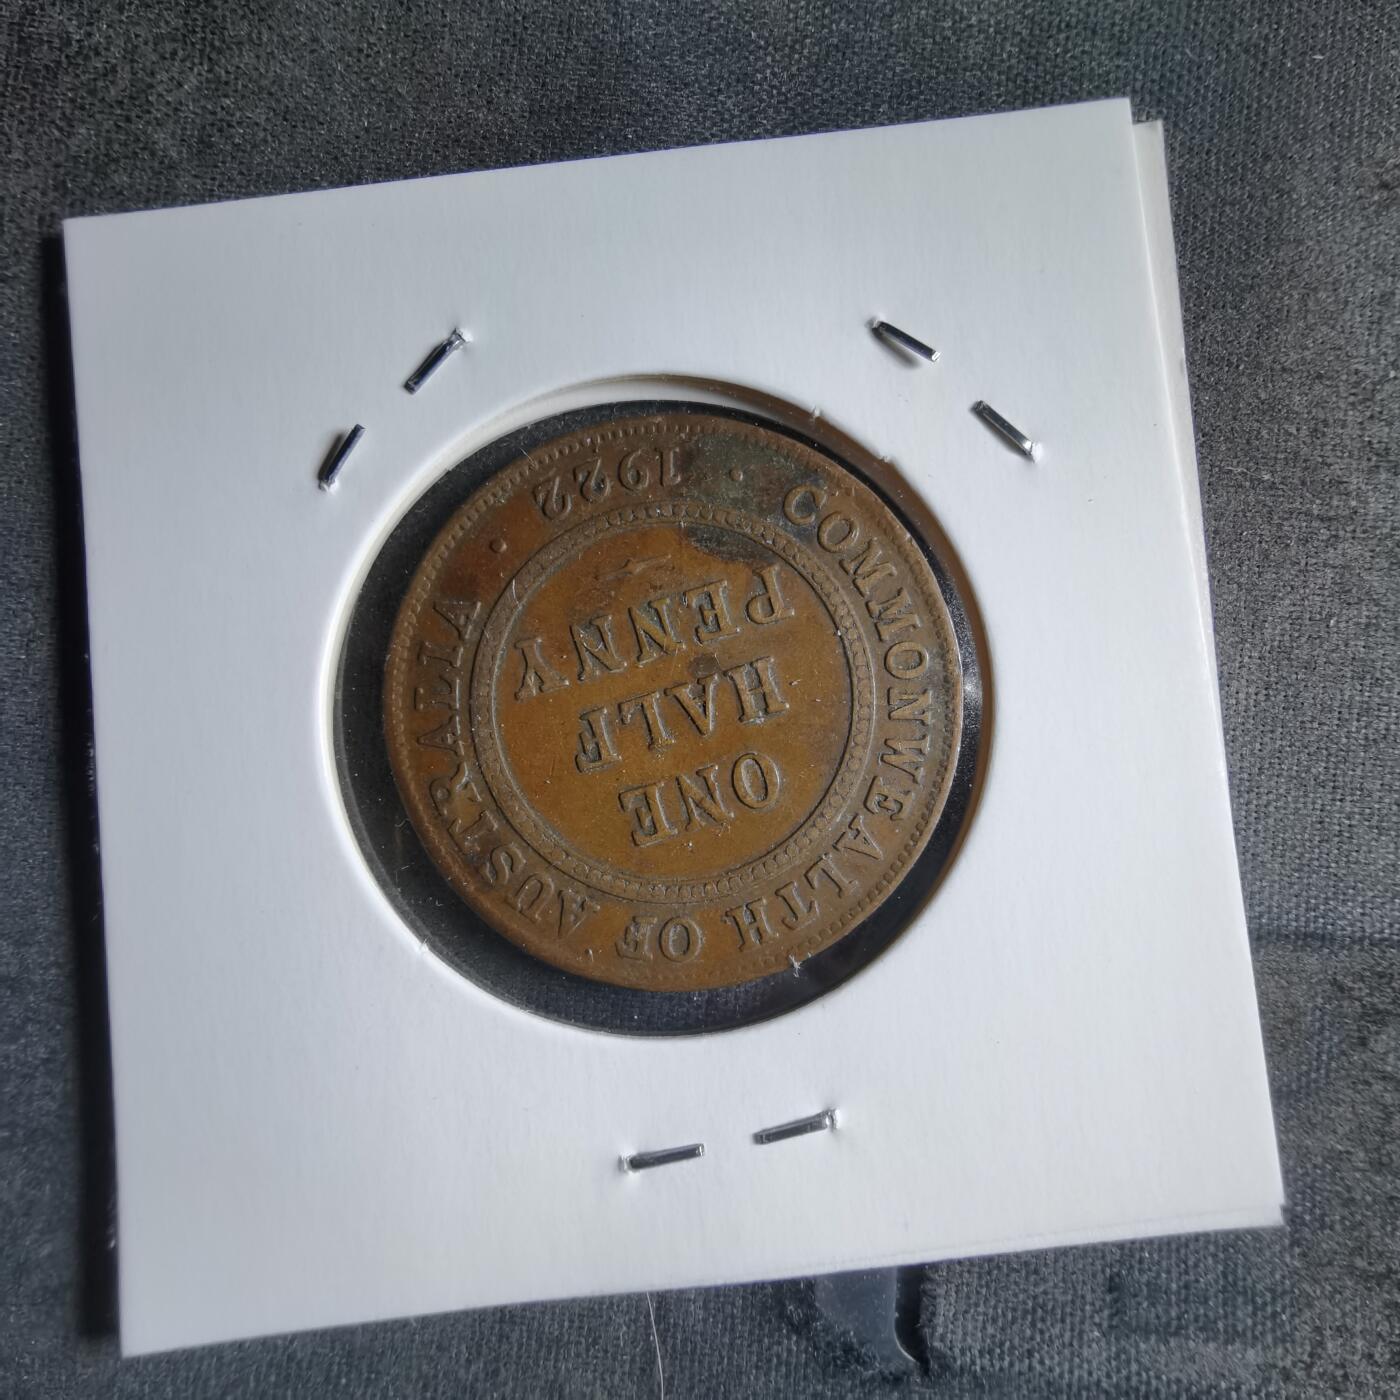 COMMONWEALTH OF AUSTRALIA
ONE
HALF
PENNY
· 1922 ·